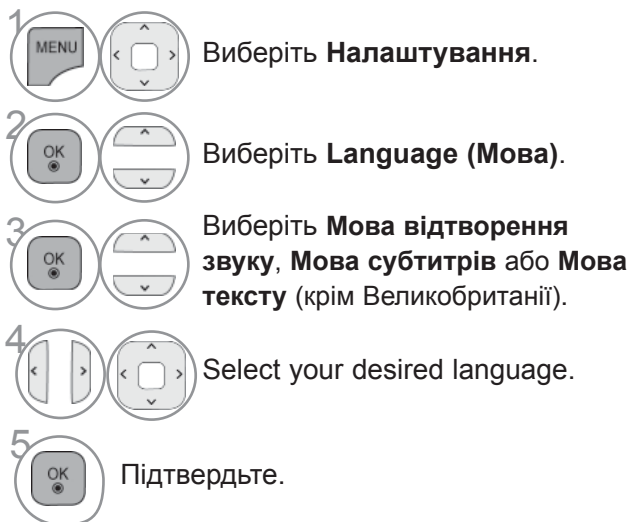 1
MENU
Виберіть Налаштування.
2
OK
Виберіть Language (Мова).
3
OK
Виберіть Мова відтворення
звуку, Мова субтитрів або Мова
тексту (крім Великобританії).
4
Select your desired language.
5
OK
Підтвердьте.